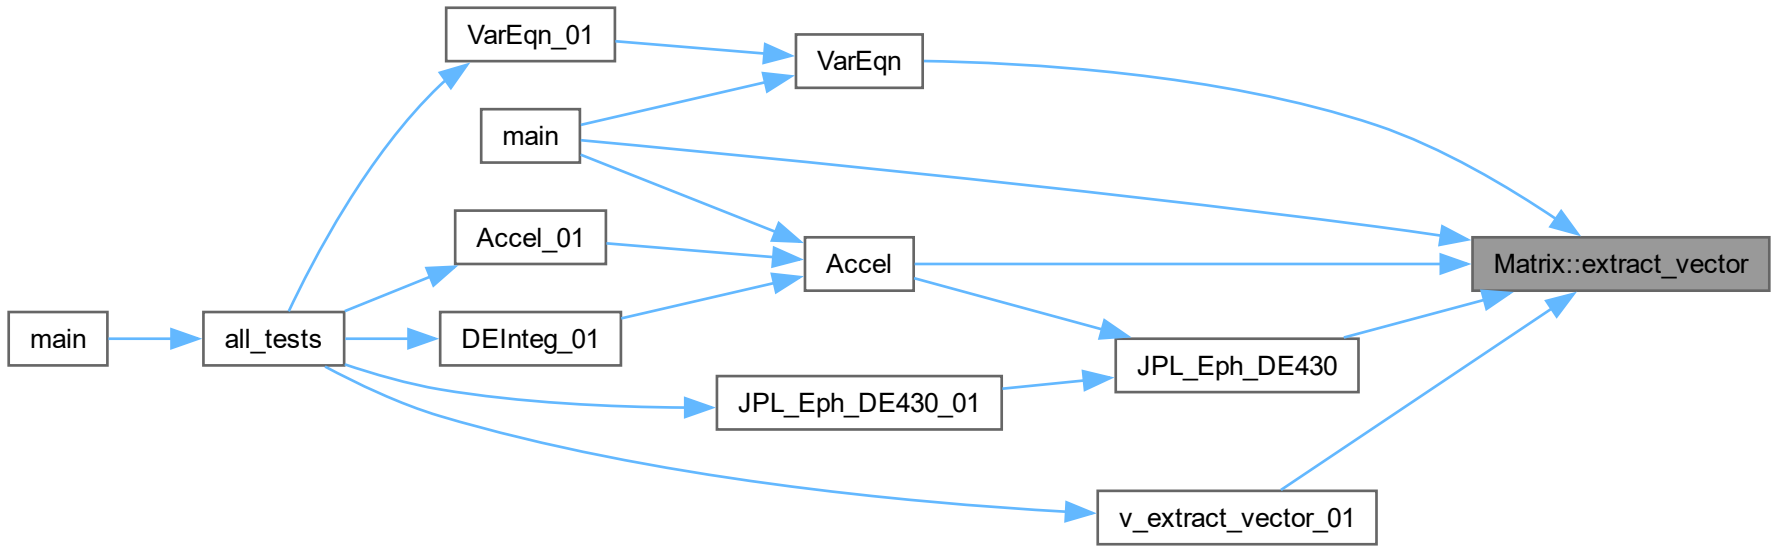 VarEqn_01
VarEqn
main
Accel_01
Accel
Matrix::extract_vector
main
all_tests
DEInteg_01
JPL_Eph_DE430
JPL_Eph_DE430_01
v_extract_vector_01